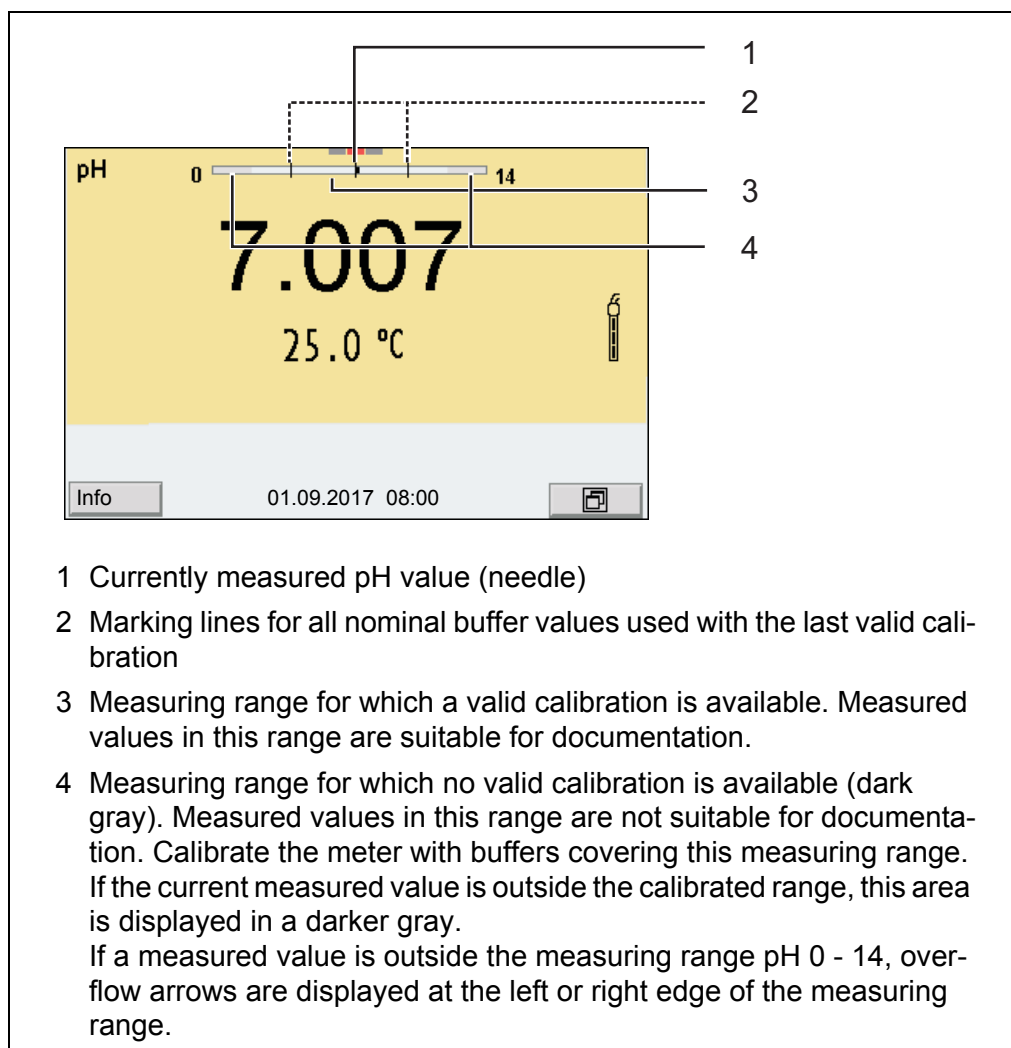 1
2
pH
0
14
3
7.007
4
25.0 °C
Info
01.09.2017 08:00
1 Currently measured pH value (needle)
2 Marking lines for all nominal buffer values used with the last valid cali-
bration
3 Measuring range for which a valid calibration is available. Measured
values in this range are suitable for documentation.
4 Measuring range for which no valid calibration is available (dark
gray). Measured values in this range are not suitable for documenta-
tion. Calibrate the meter with buffers covering this measuring range.
If the current measured value is outside the calibrated range, this area
is displayed in a darker gray.
If a measured value is outside the measuring range pH 0 - 14, over-
flow arrows are displayed at the left or right edge of the measuring
range.